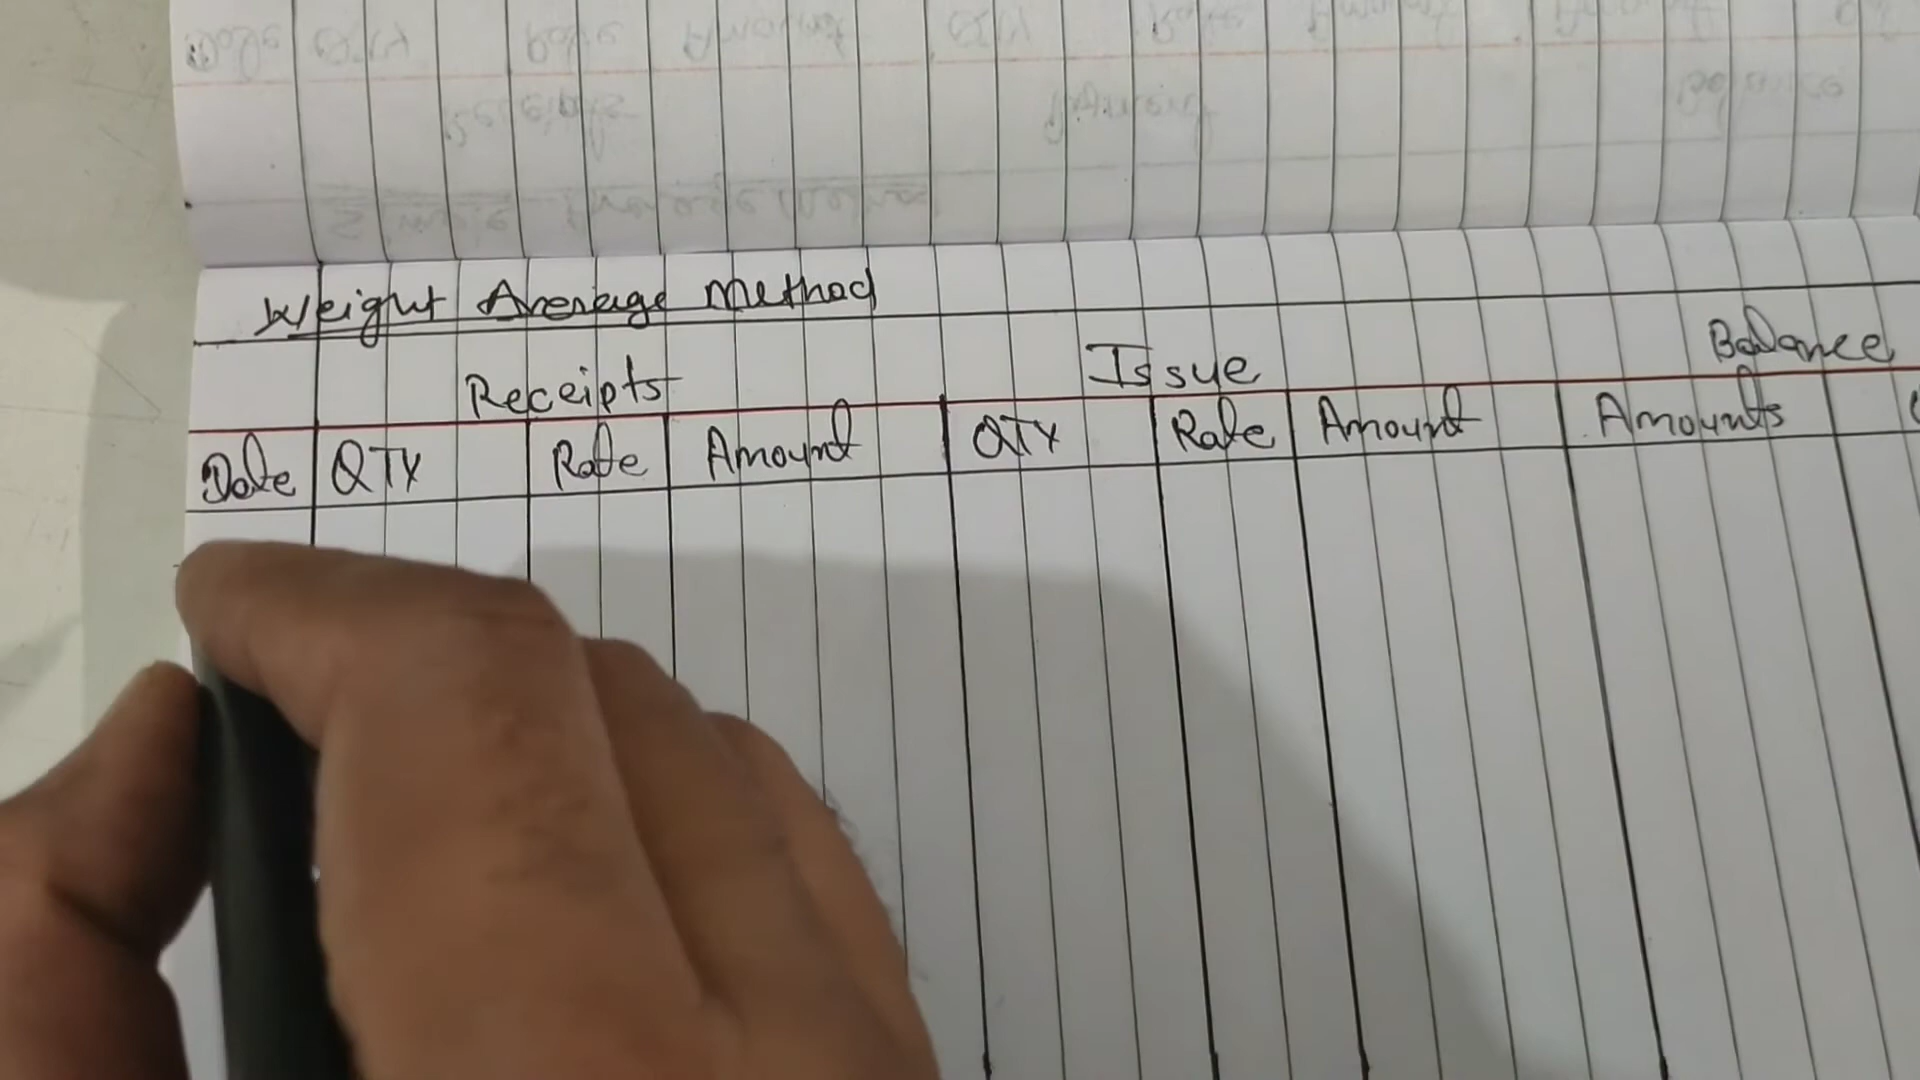 Weight Average Method
Receipts Issue Balance
Date QTY Rate Amount QTY Rate Amount Amounts